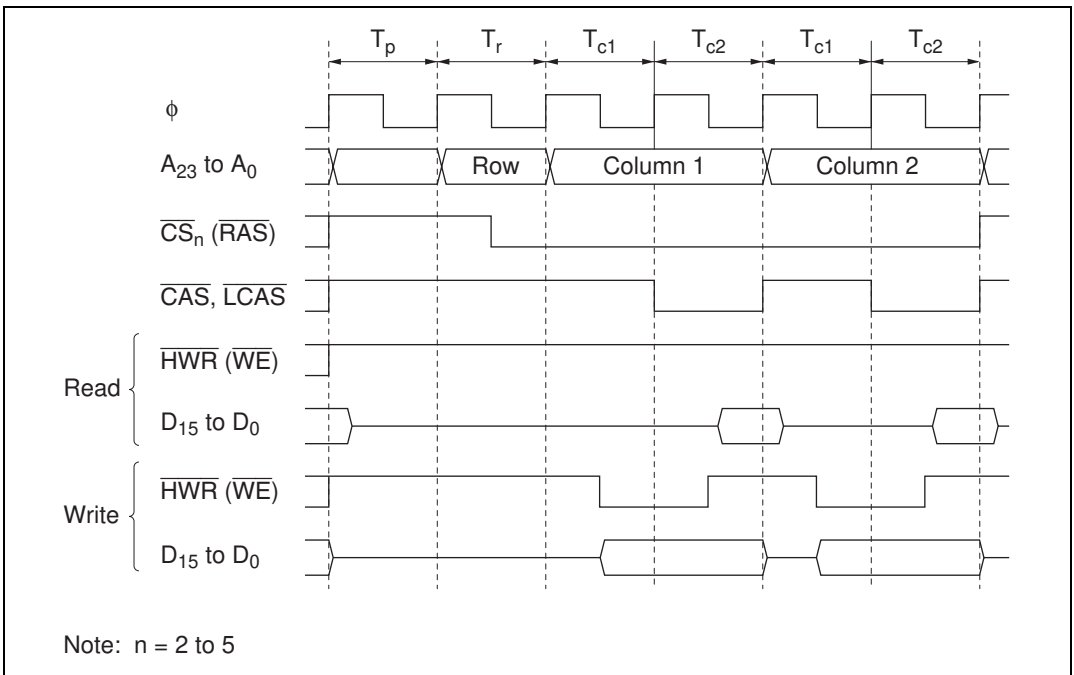 Tp Tr Tc1 Tc2 Tc1 Tc2
ϕ
A23 to A0 Row Column 1 Column 2
CSn (RAS)
CAS, LCAS
Read
HWR (WE)
D15 to D0
Write
HWR (WE)
D15 to D0
Note: n = 2 to 5